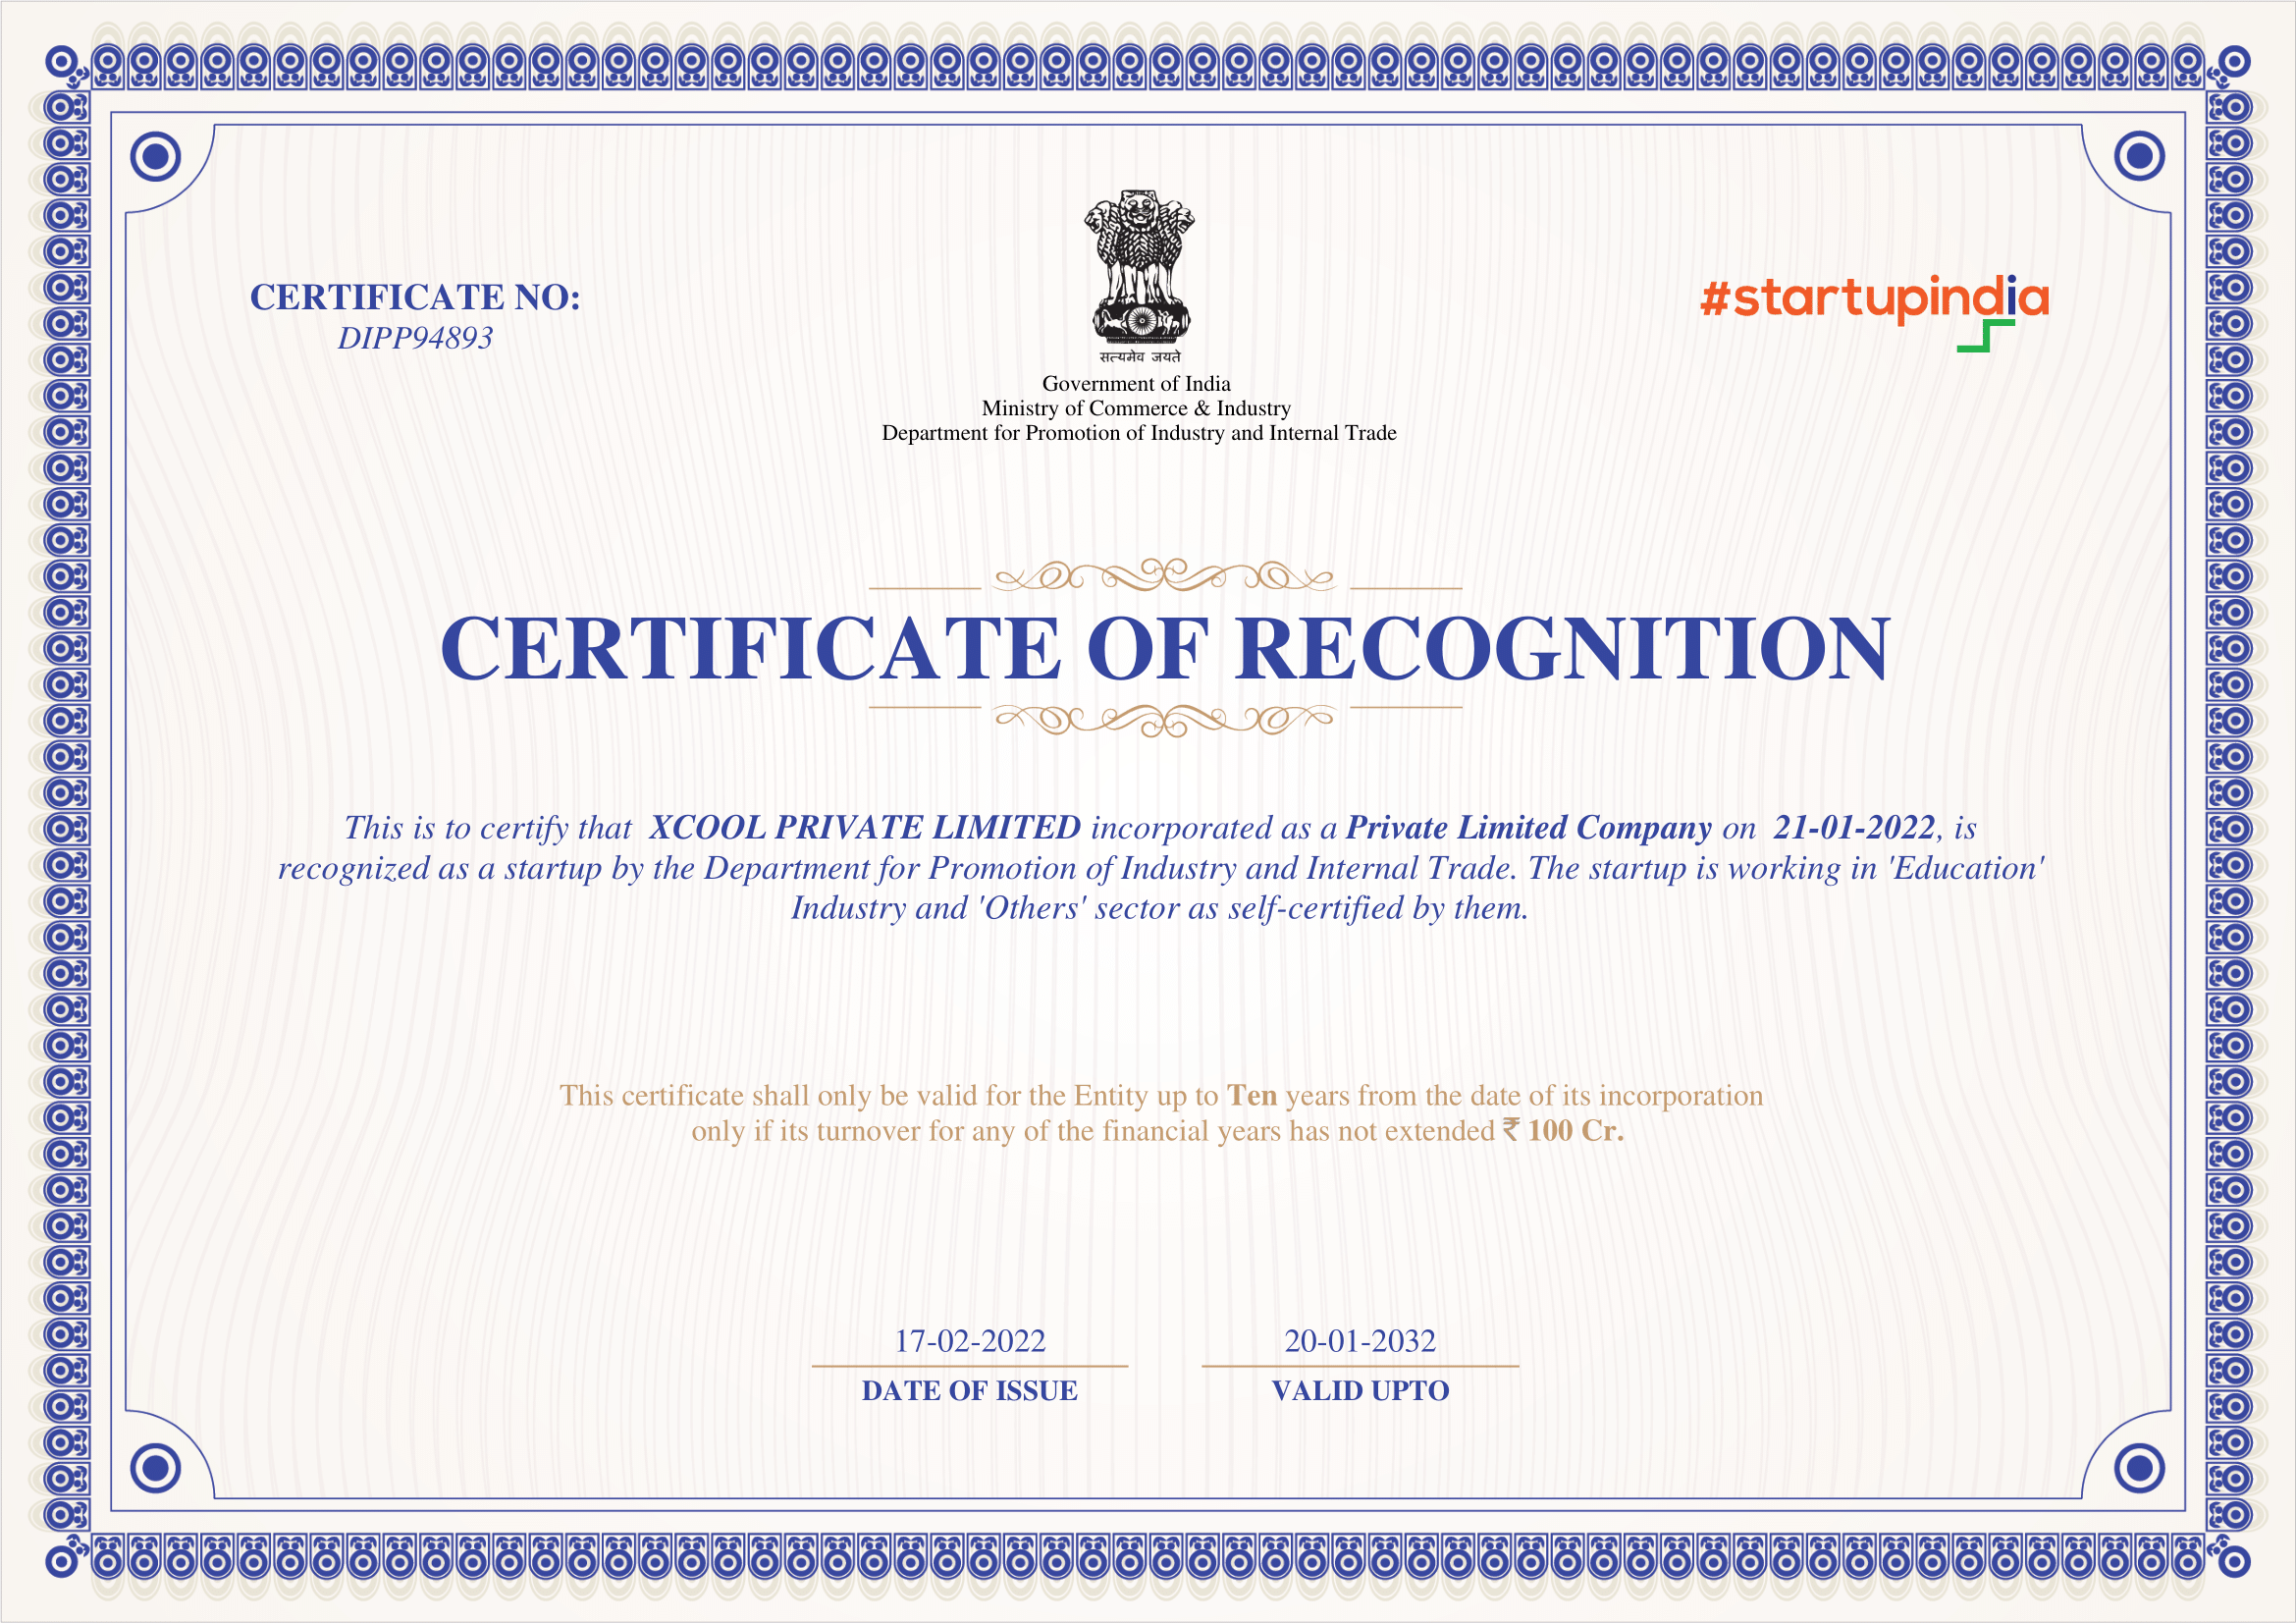 CERTIFICATE NO:
DIPP94893
#startupindia
सत्यमेव जयते
Government of India
Ministry of Commerce & Industry
Department for Promotion of Industry and Internal Trade
CERTIFICATE OF RECOGNITION
This is to certify that XCOOL PRIVATE LIMITED incorporated as a Private Limited Company on 21-01-2022, is
recognized as a startup by the Department for Promotion of Industry and Internal Trade. The startup is working in 'Education'
Industry and 'Others' sector as self-certified by them.
This certificate shall only be valid for the Entity up to Ten years from the date of its incorporation
only if its turnover for any of the financial years has not extended ₹ 100 Cr.
17-02-2022
DATE OF ISSUE
20-01-2032
VALID UPTO